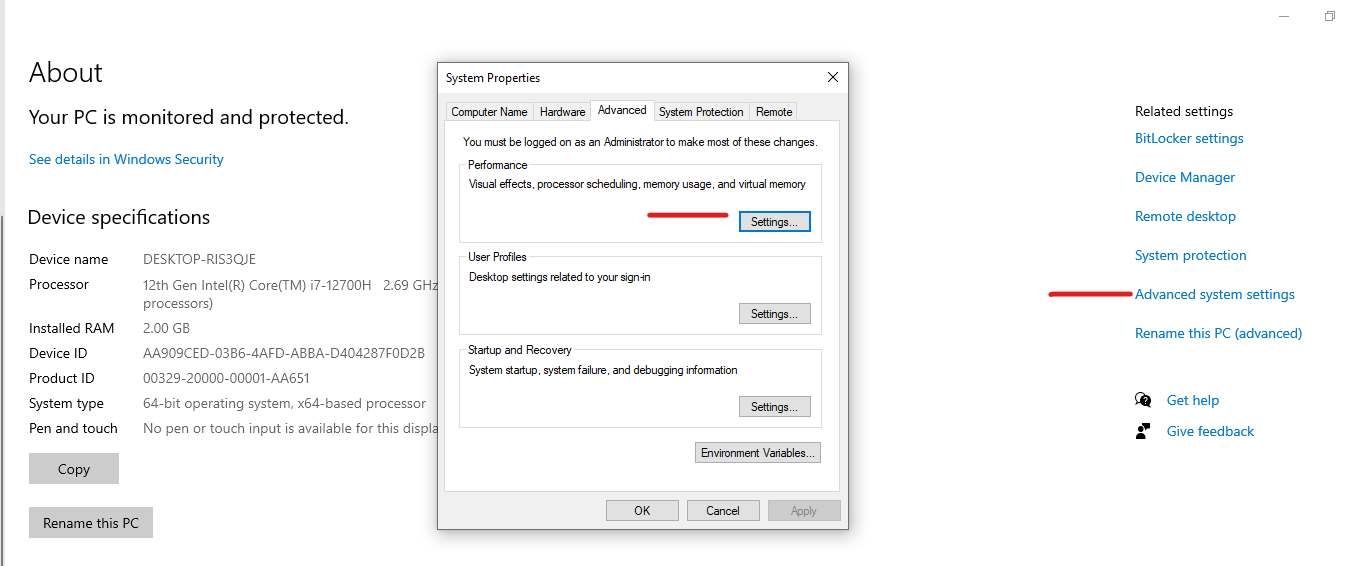 About
Your PC is monitored and protected.
See details in Windows Security
Device specifications
Device name DESKTOP-RIS3QJE
Processor 12th Gen Intel(R) Core(TM) i7-12700H 2.69 GHz
processors)
Installed RAM 2.00 GB
Device ID AA909CED-03B6-4AFD-ABBA-D404287F0D2B
Product ID 00329-20000-00001-AA651
System type 64-bit operating system, x64-based processor
Pen and touch No pen or touch input is available for this displa
Copy
Rename this PC
System Properties
Computer Name Hardware Advanced System Protection Remote
You must be logged on as an Administrator to make most of these changes.
Performance
Visual effects, processor scheduling, memory usage, and virtual memory
Settings...
User Profiles
Desktop settings related to your sign-in
Settings...
Startup and Recovery
System startup, system failure, and debugging information
Settings...
Environment Variables...
OK Cancel Apply
Related settings
BitLocker settings
Device Manager
Remote desktop
System protection
Advanced system settings
Rename this PC (advanced)
Get help
Give feedback